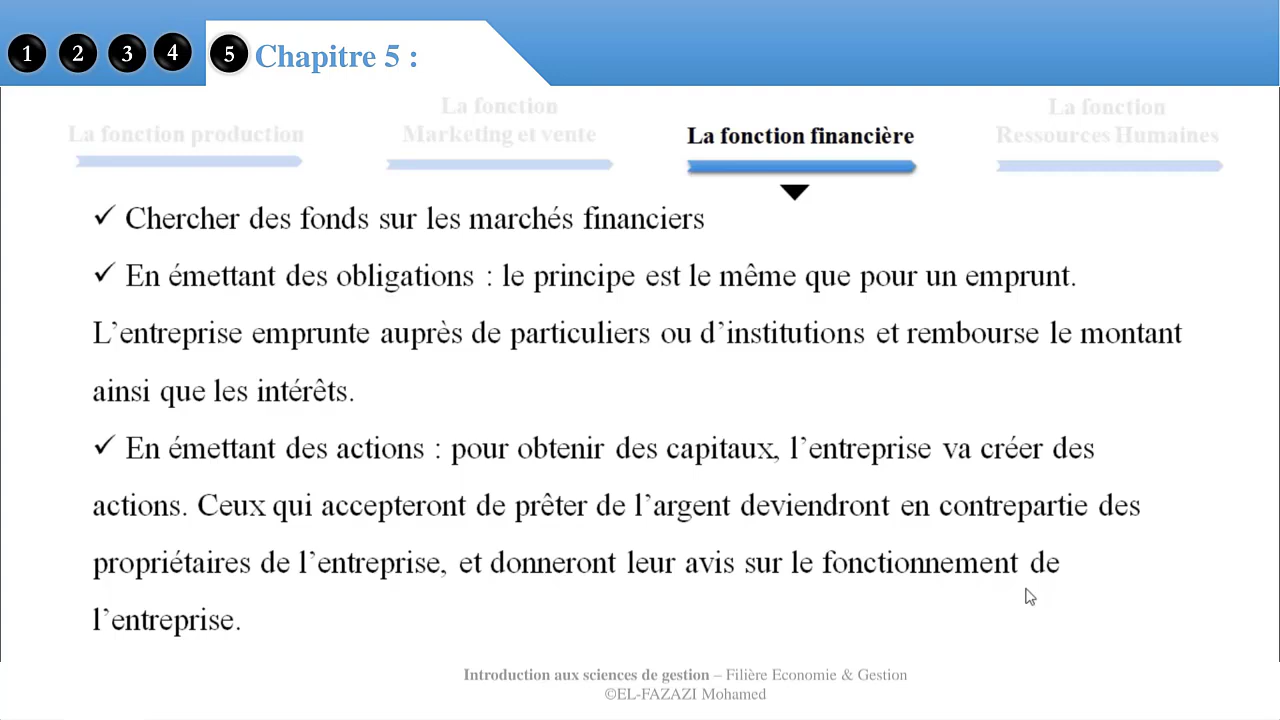 1 2 3 4 5 Chapitre 5 :
La fonction production
La fonction
Marketing et vente
La fonction financière
La fonction
Ressources Humaines
✓ Chercher des fonds sur les marchés financiers
✓ En émettant des obligations : le principe est le même que pour un emprunt.
L’entreprise emprunte auprès de particuliers ou d’institutions et rembourse le montant
ainsi que les intérêts.
✓ En émettant des actions : pour obtenir des capitaux, l’entreprise va créer des
actions. Ceux qui accepteront de prêter de l’argent deviendront en contrepartie des
propriétaires de l’entreprise, et donneront leur avis sur le fonctionnement de
l’entreprise.
Introduction aux sciences de gestion – Filière Economie & Gestion
©EL-FAZAZI Mohamed